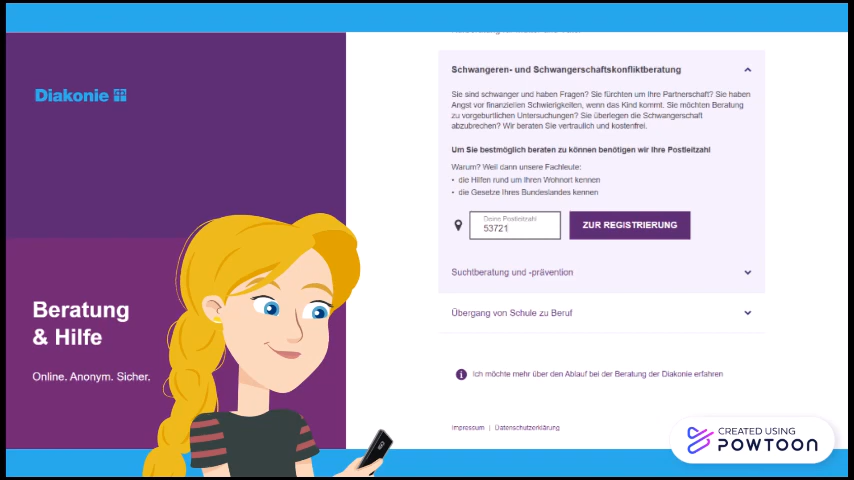 Diakonie
Beratung
& Hilfe
Online. Anonym. Sicher.
Schwangeren- und Schwangerschaftskonfliktberatung
Sie sind schwanger und haben Fragen? Sie fürchten um Ihre Partnerschaft? Sie haben
Angst vor finanziellen Schwierigkeiten, wenn das Kind kommt. Sie möchten Beratung
zu vorgeburtlichen Untersuchungen? Sie überlegen die Schwangerschaft
abzubrechen? Wir beraten Sie vertraulich und kostenfrei.
Um Sie bestmöglich beraten zu können benötigen wir Ihre Postleitzahl
Warum? Weil dann unsere Fachleute:
• die Hilfen rund um Ihren Wohnort kennen
• die Gesetze Ihres Bundeslandes kennen
Deine Postleitzahl
53721
ZUR REGISTRIERUNG
Suchtberatung und -prävention
Übergang von Schule zu Beruf
Ich möchte mehr über den Ablauf bei der Beratung der Diakonie erfahren
Impressum | Datenschutzerklärung
CREATED USING
POWTOON